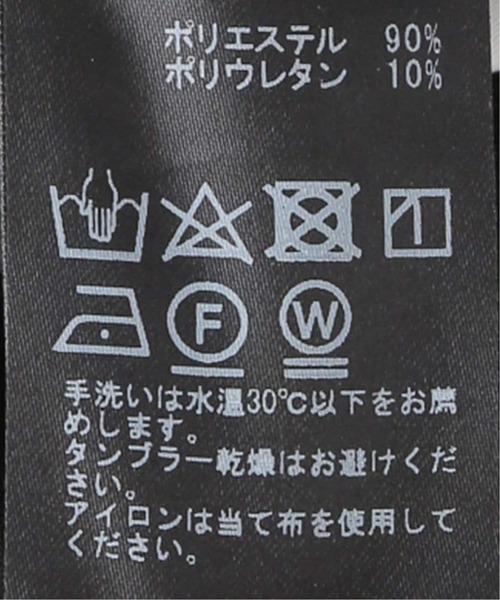 ポリエステル 90%
ポリウレタン 10%
F W
手洗いは水温30℃以下をお薦
めします。
タンブラー乾燥はお避けくだ
さい。
アイロンは当て布を使用して
ください。